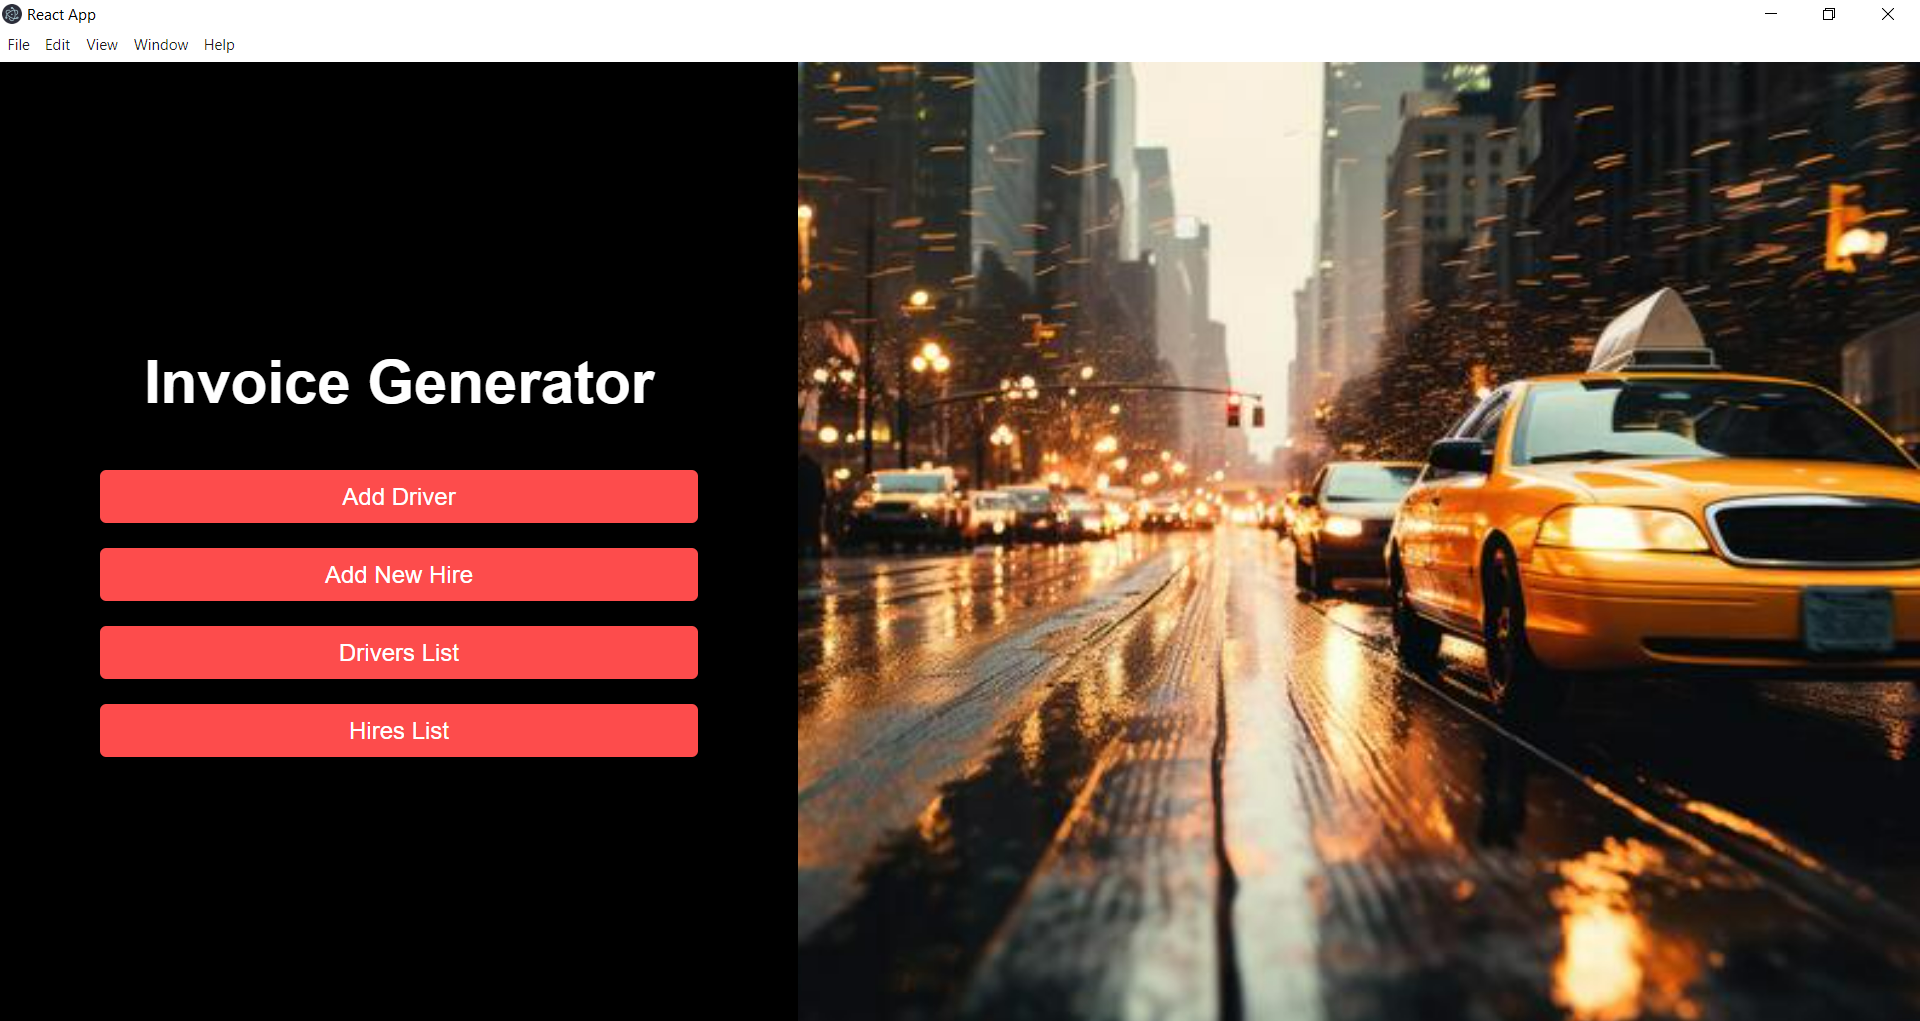 React App
File Edit View Window Help
Invoice Generator
Add Driver
Add New Hire
Drivers List
Hires List